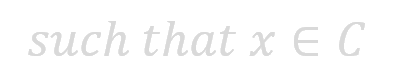 such that x ∈ C